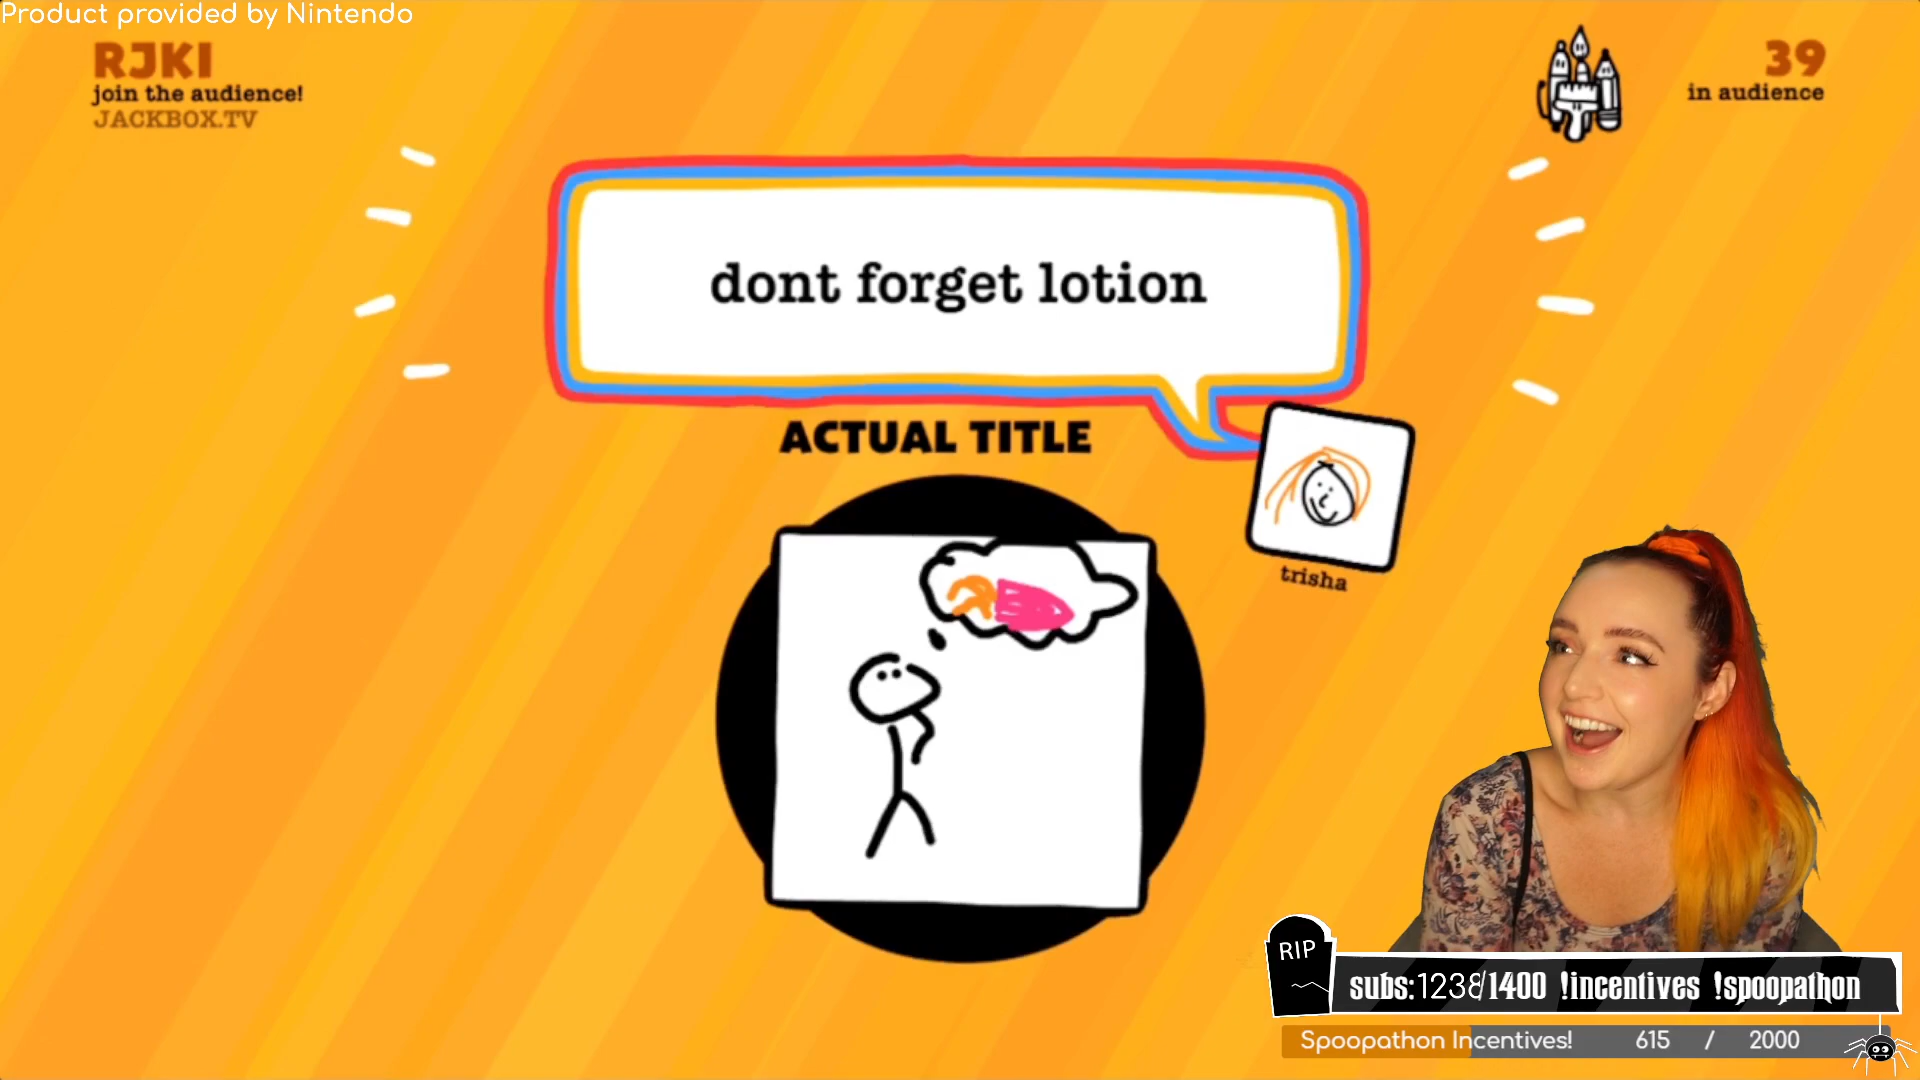 Product provided by Nintendo
RJKI
join the audience!
JACKBOX.TV
39
in audience
dont forget lotion
ACTUAL TITLE
trisha
RIP
subs:1238/1400 !incentives !spoopathon
Spoopathon Incentives! 615 / 2000